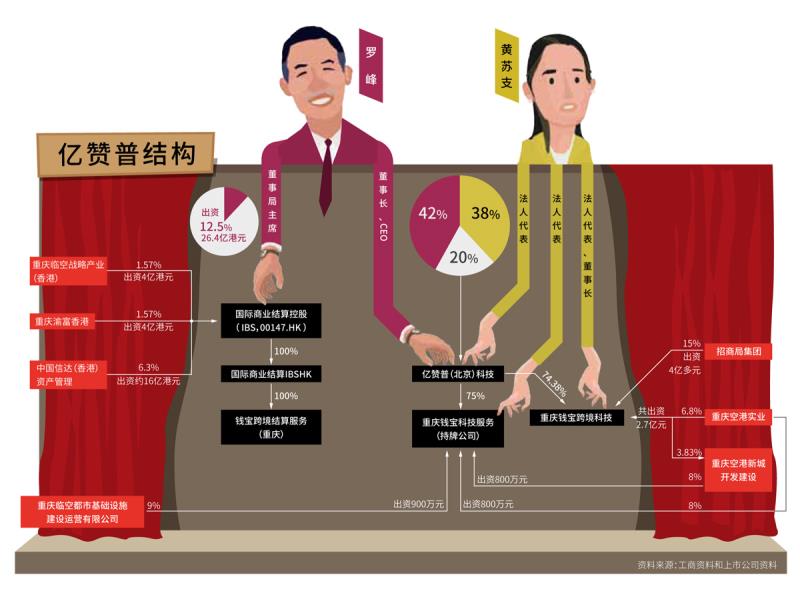 罗峰
黄苏支
亿赞普结构
董事局主席
董事长、CEO
法人代表
法人代表
法人代表、董事长
出资
12.5%
26.4亿港元
42%
38%
20%
重庆临空战略产业
（香港）
1.57%
出资4亿港元
重庆渝富香港
1.57%
出资4亿港元
中国信达（香港）
资产管理
6.3%
出资约16亿港元
国际商业结算控股
（IBS,00147.HK）
100%
国际商业结算IBSHK
100%
钱宝跨境结算服务
（重庆）
亿赞普（北京）科技
75%
74.38%
重庆钱宝科技服务
（持牌公司）
重庆钱宝跨境科技
15%
出资
4亿多元
招商局集团
共出资
2.7亿元
6.8%
重庆空港实业
3.83%
重庆空港新城
开发建设
出资800万元
8%
重庆临空都市基础设施
建设运营有限公司
9%
出资900万元
出资800万元
8%
资料来源：工商资料和上市公司资料